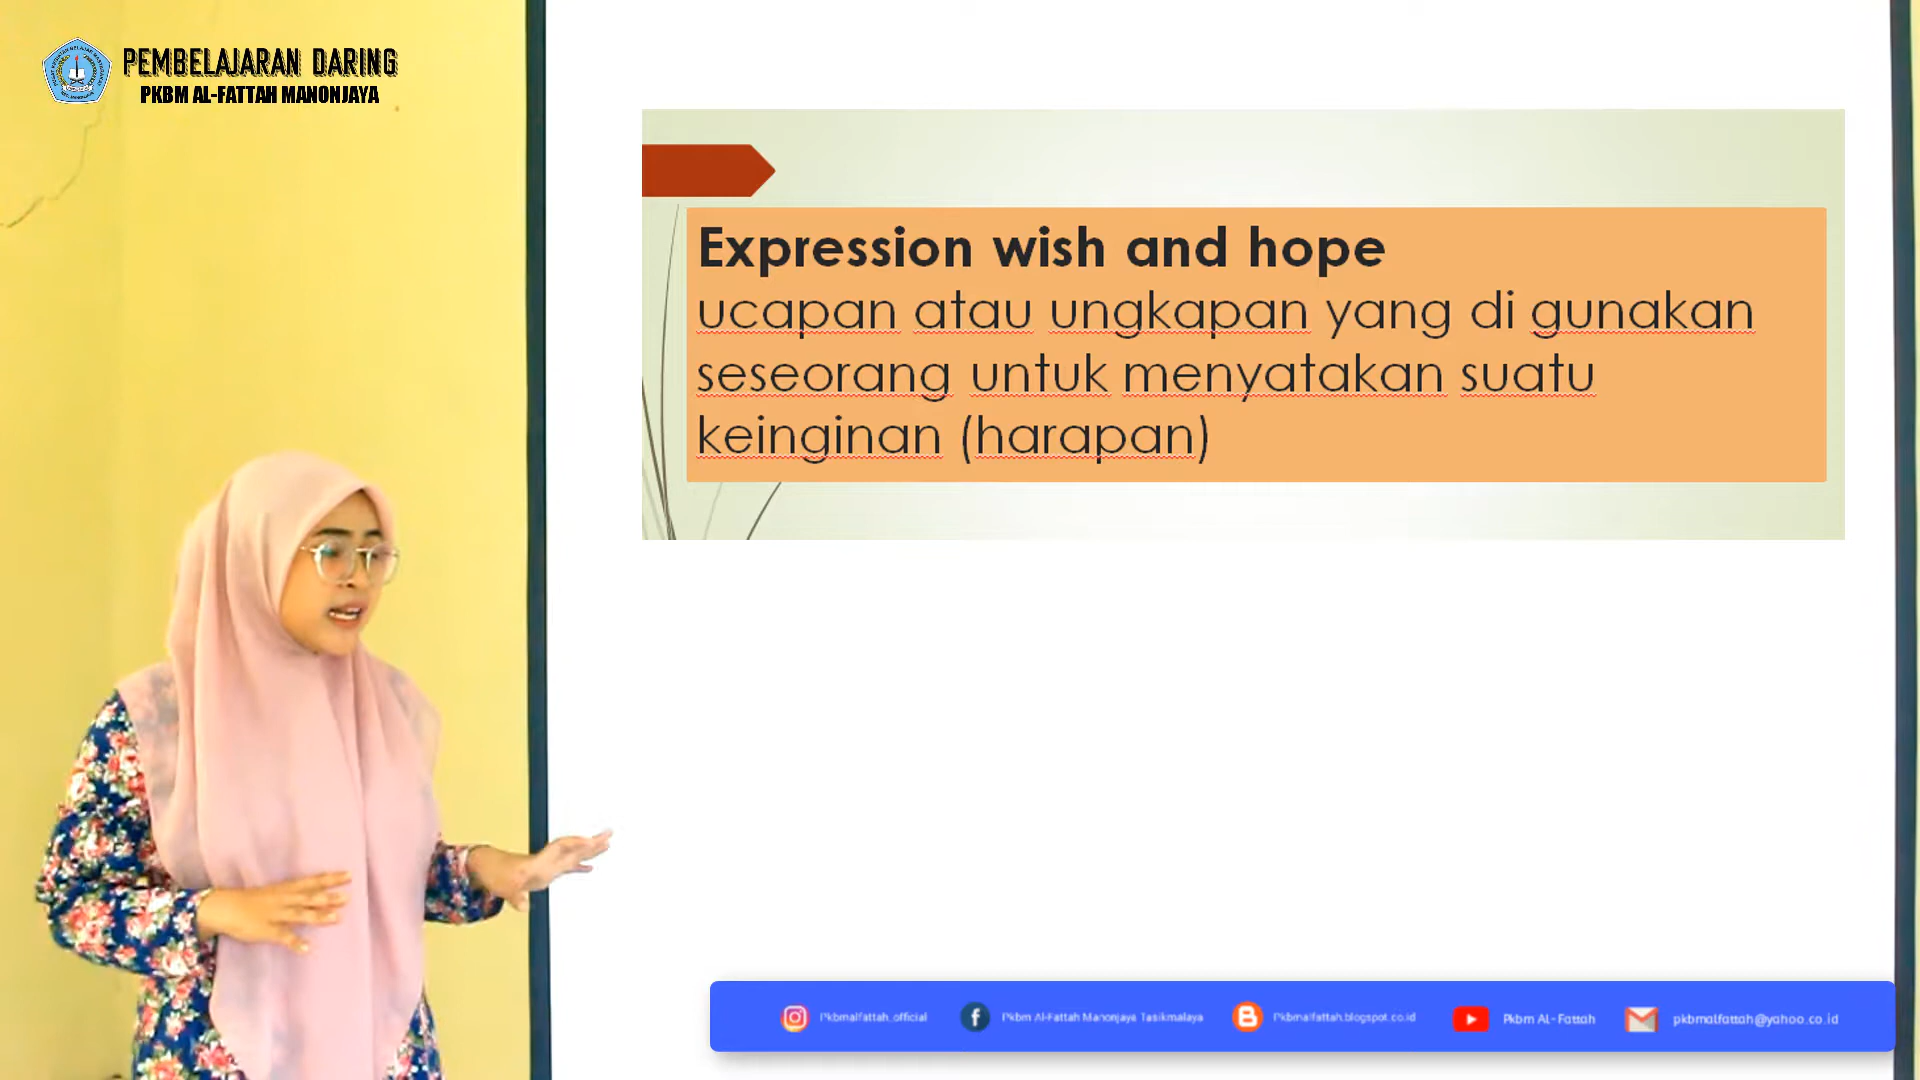 PEMBELAJARAN DARING
PKBM AL-FATTAH MANONJAYA
Expression wish and hope
ucapan atau ungkapan yang di gunakan
seseorang untuk menyatakan suatu
keinginan (harapan)
Pkbmalfattah_official
Pkbm Al-Fattah Manonjaya Tasikmalaya
Pkbmalfattah.blogspot.co.id
Pkbm AL-Fattah
pkbmalfattah@yahoo.co.id